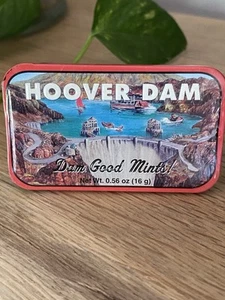 HOOVER DAM
Dam Good Mints!
Net Wt. 0.56 oz (16 g)